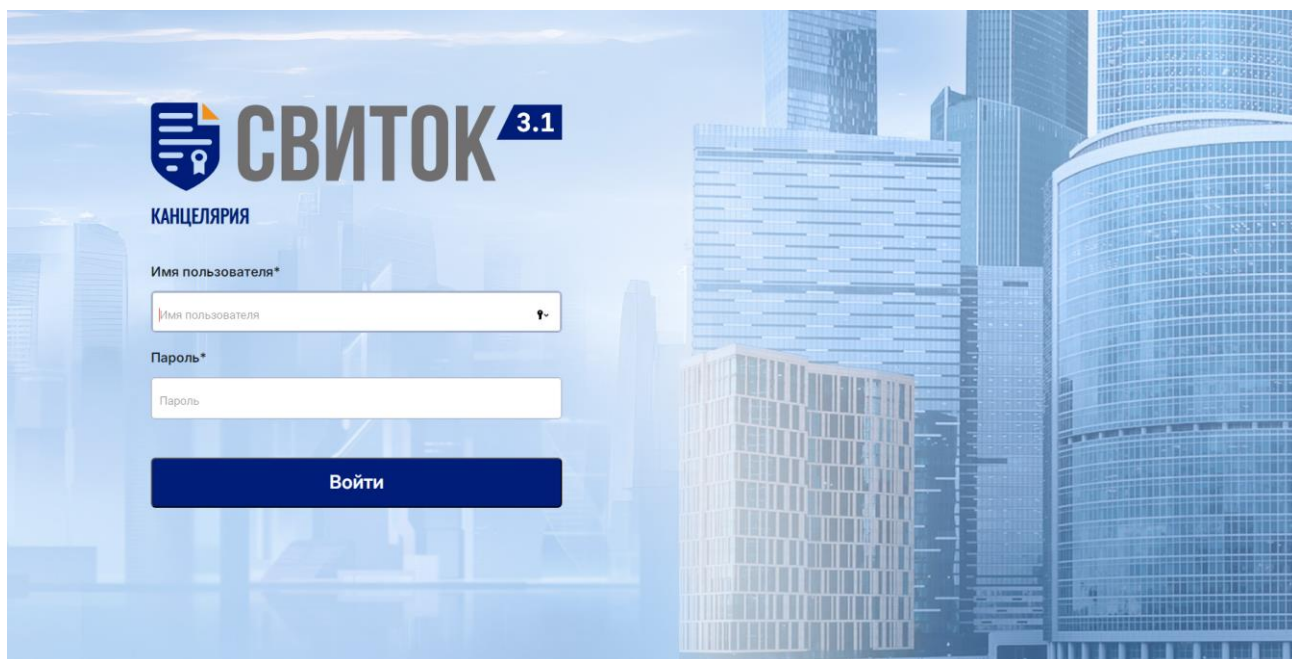 СВИТОК 3.1
КАНЦЕЛЯРИЯ
Имя пользователя*
Имя пользователя
Пароль*
Пароль
Войти